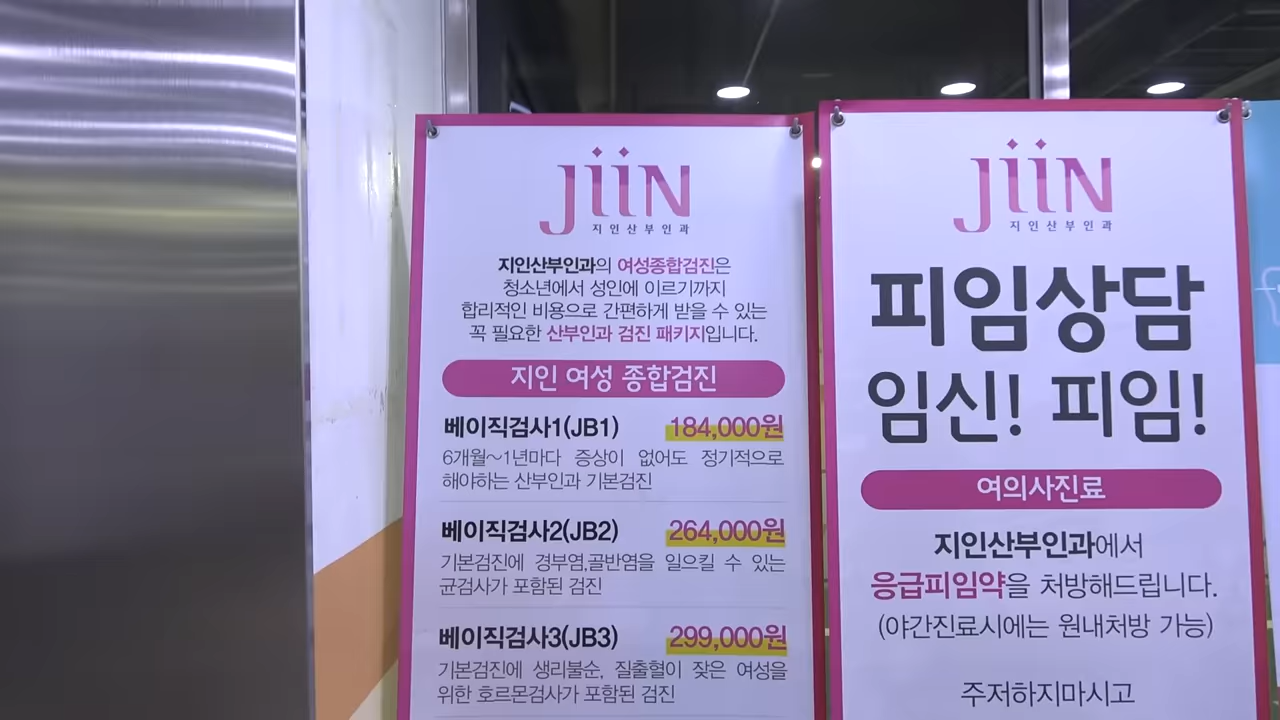 JiiN
지인산부인과
지인산부인과의 여성종합검진은
청소년에서 성인에 이르기까지
합리적인 비용으로 간편하게 받을 수 있는
꼭 필요한 산부인과 검진 패키지입니다.
지인 여성 종합검진
베이직검사1(JB1) 184,000원
6개월~1년마다 증상이 없어도 정기적으로
해야하는 산부인과 기본검진
베이직검사2(JB2) 264,000원
기본검진에 경부염,골반염을 일으킬 수 있는
균검사가 포함된 검진
베이직검사3(JB3) 299,000원
기본검진에 생리불순, 질출혈이 잦은 여성을
위한 호르몬검사가 포함된 검진
JiiN
지인산부인과
피임상담
임신! 피임!
여의사진료
지인산부인과에서
응급피임약을 처방해드립니다.
(야간진료시에는 원내처방 가능)
주저하지마시고